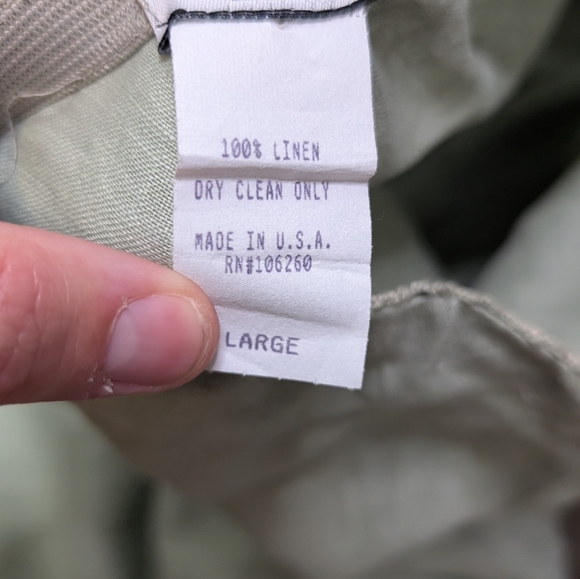 100% LINEN
DRY CLEAN ONLY
MADE IN U.S.A.
RN#106260
LARGE